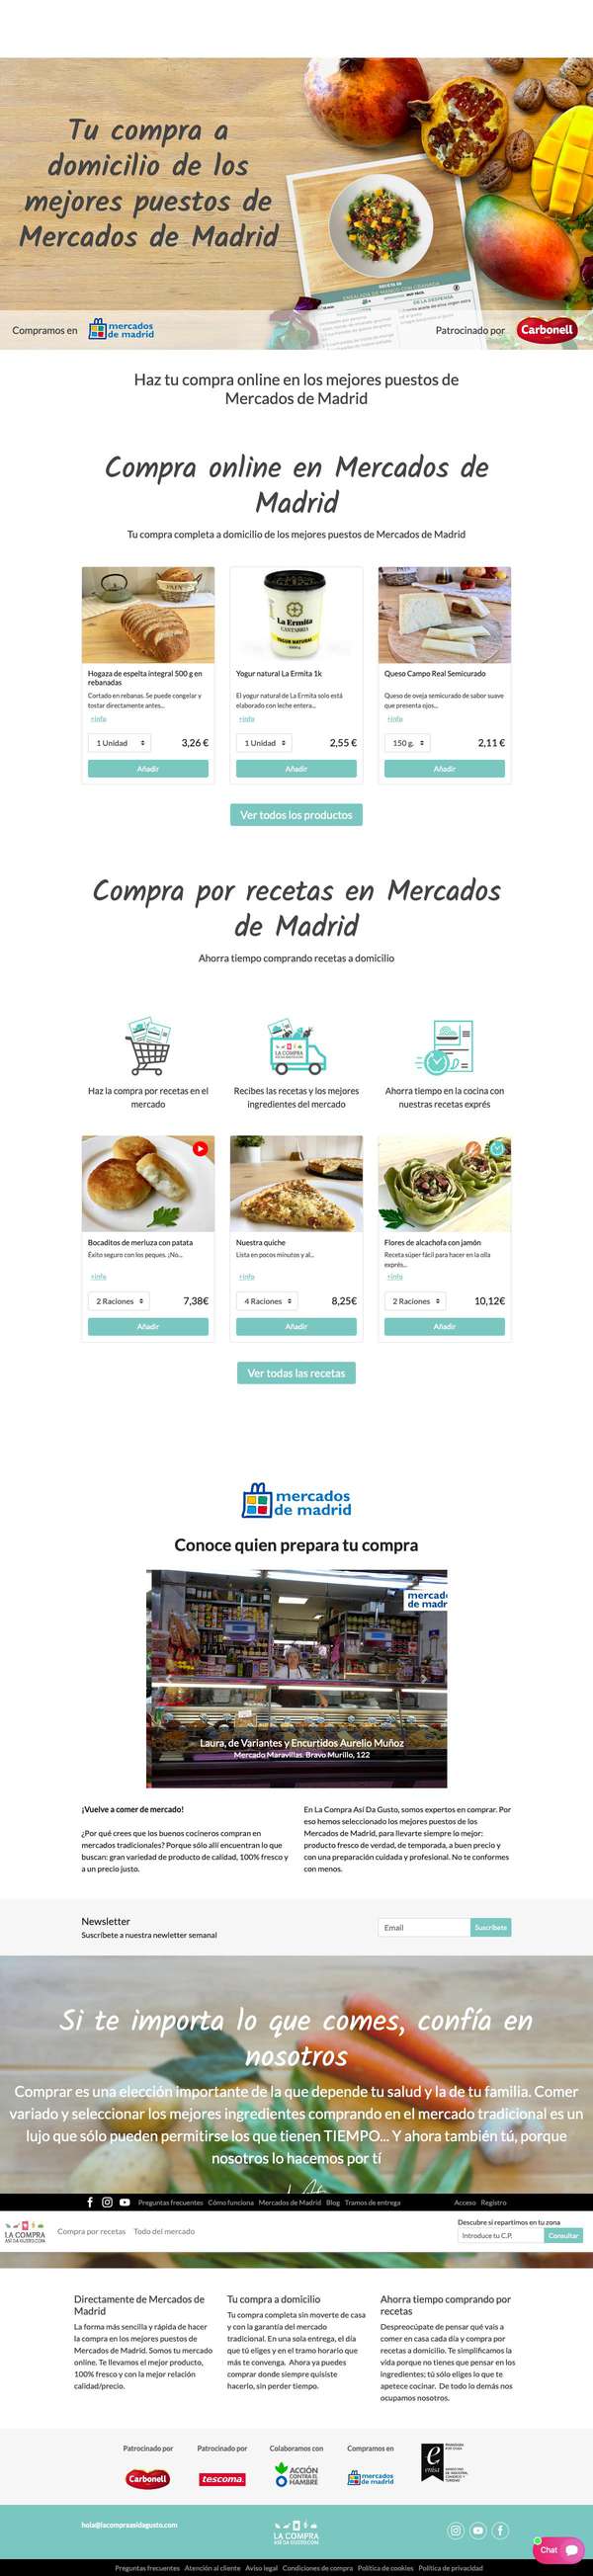 Tu compra a
domicilio de los
mejores puestos de
Mercados de Madrid
Compramos en
mercados
de madrid
Patrocinado por
Carbonell
Haz tu compra online en los mejores puestos de
Mercados de Madrid
Compra online en Mercados de
Madrid
Tu compra completa a domicilio de los mejores puestos de Mercados de Madrid
Hogaza de espelta integral 500 g en
rebanadas
Cortado en rebanas. Se puede congelar y
tostar directamente antes...
+info
1 Unidad
3,26 €
Añadir
La Ermita
CANTABRIA
YOGUR NATURAL
Yogur natural La Ermita 1k
El yogur natural de La Ermita solo está
elaborado con leche entera...
+info
1 Unidad
2,55 €
Añadir
Queso Campo Real Semicurado
Queso de oveja semicurado de sabor suave
que presenta ojos...
+info
150 g.
2,11 €
Añadir
Ver todos los productos
Compra por recetas en Mercados
de Madrid
Ahorra tiempo comprando recetas a domicilio
LA COMPRA
Haz la compra por recetas en el
mercado
Recibes las recetas y los mejores
ingredientes del mercado
Ahorra tiempo en la cocina con
nuestras recetas exprés
Bocaditos de merluza con patata
Éxito seguro con los peques. ¡No...
+info
2 Raciones
7,38€
Añadir
Nuestra quiche
Lista en pocos minutos y al...
+info
4 Raciones
8,25€
Añadir
Flores de alcachofa con jamón
Receta súper fácil para hacer en la olla
exprés...
+info
2 Raciones
10,12€
Añadir
Ver todas las recetas
mercados
de madrid
Conoce quien prepara tu compra
mercad
de madr
Laura, de Variantes y Encurtidos Aurelio Muñoz
Mercado Maravillas. Bravo Murillo, 122
¡Vuelve a comer de mercado!
¿Por qué crees que los buenos cocineros compran en
mercados tradicionales? Porque sólo allí encuentran lo que
buscan: gran variedad de producto de calidad, 100% fresco y
a un precio justo.
En La Compra Así Da Gusto, somos expertos en comprar. Por
eso hemos seleccionado los mejores puestos de los
Mercados de Madrid, para llevarte siempre lo mejor:
producto fresco de verdad, de temporada, a buen precio y
con una preparación cuidada y profesional. No te conformes
con menos.
Newsletter
Suscríbete a nuestra newletter semanal
Email
Suscríbete
Si te importa lo que comes, confía en
nosotros
Comprar es una elección importante de la que depende tu salud y la de tu familia. Comer
variado y seleccionar los mejores ingredientes comprando en el mercado tradicional es un
lujo que sólo pueden permitirse los que tienen TIEMPO... Y ahora también tú, porque
nosotros lo hacemos por tí
Preguntas frecuentes Cómo funciona Mercados de Madrid Blog Tramos de entrega
Acceso Registro
LA COMPRA
ASÍ DA GUSTO.COM
Compra por recetas Todo del mercado
Descubre si repartimos en tu zona
Introduce tu C.P.
Consultar
Directamente de Mercados de
Madrid
La forma más sencilla y rápida de hacer
la compra en los mejores puestos de
Mercados de Madrid. Somos tu mercado
online. Te llevamos el mejor producto,
100% fresco y con la mejor relación
calidad/precio.
Tu compra a domicilio
Tu compra completa sin moverte de casa
y con la garantía del mercado
tradicional. En una sola entrega, el día
que tú eliges y en el tramo horario que
más te convenga. Ahora ya puedes
comprar donde siempre quisiste
hacerlo, sin perder tiempo.
Ahorra tiempo comprando por
recetas
Despreocúpate de pensar qué vais a
comer en casa cada día y compra por
recetas a domicilio. Te simplificamos la
vida porque no tienes que pensar en los
ingredientes; tú sólo eliges lo que te
apetece cocinar. De todo lo demás nos
ocupamos nosotros.
Patrocinado por
Carbonell
Patrocinado por
tescoma.
Colaboramos con
ACCIÓN
CONTRA EL
HAMBRE
Compramos en
mercados
de madrid
enisa
hola@lacompraasidagusto.com
LA COMPRA
ASÍ DA GUSTO.COM
Chat
Preguntas frecuentes Atención al cliente Aviso legal Condiciones de compra Política de cookies Política de privacidad